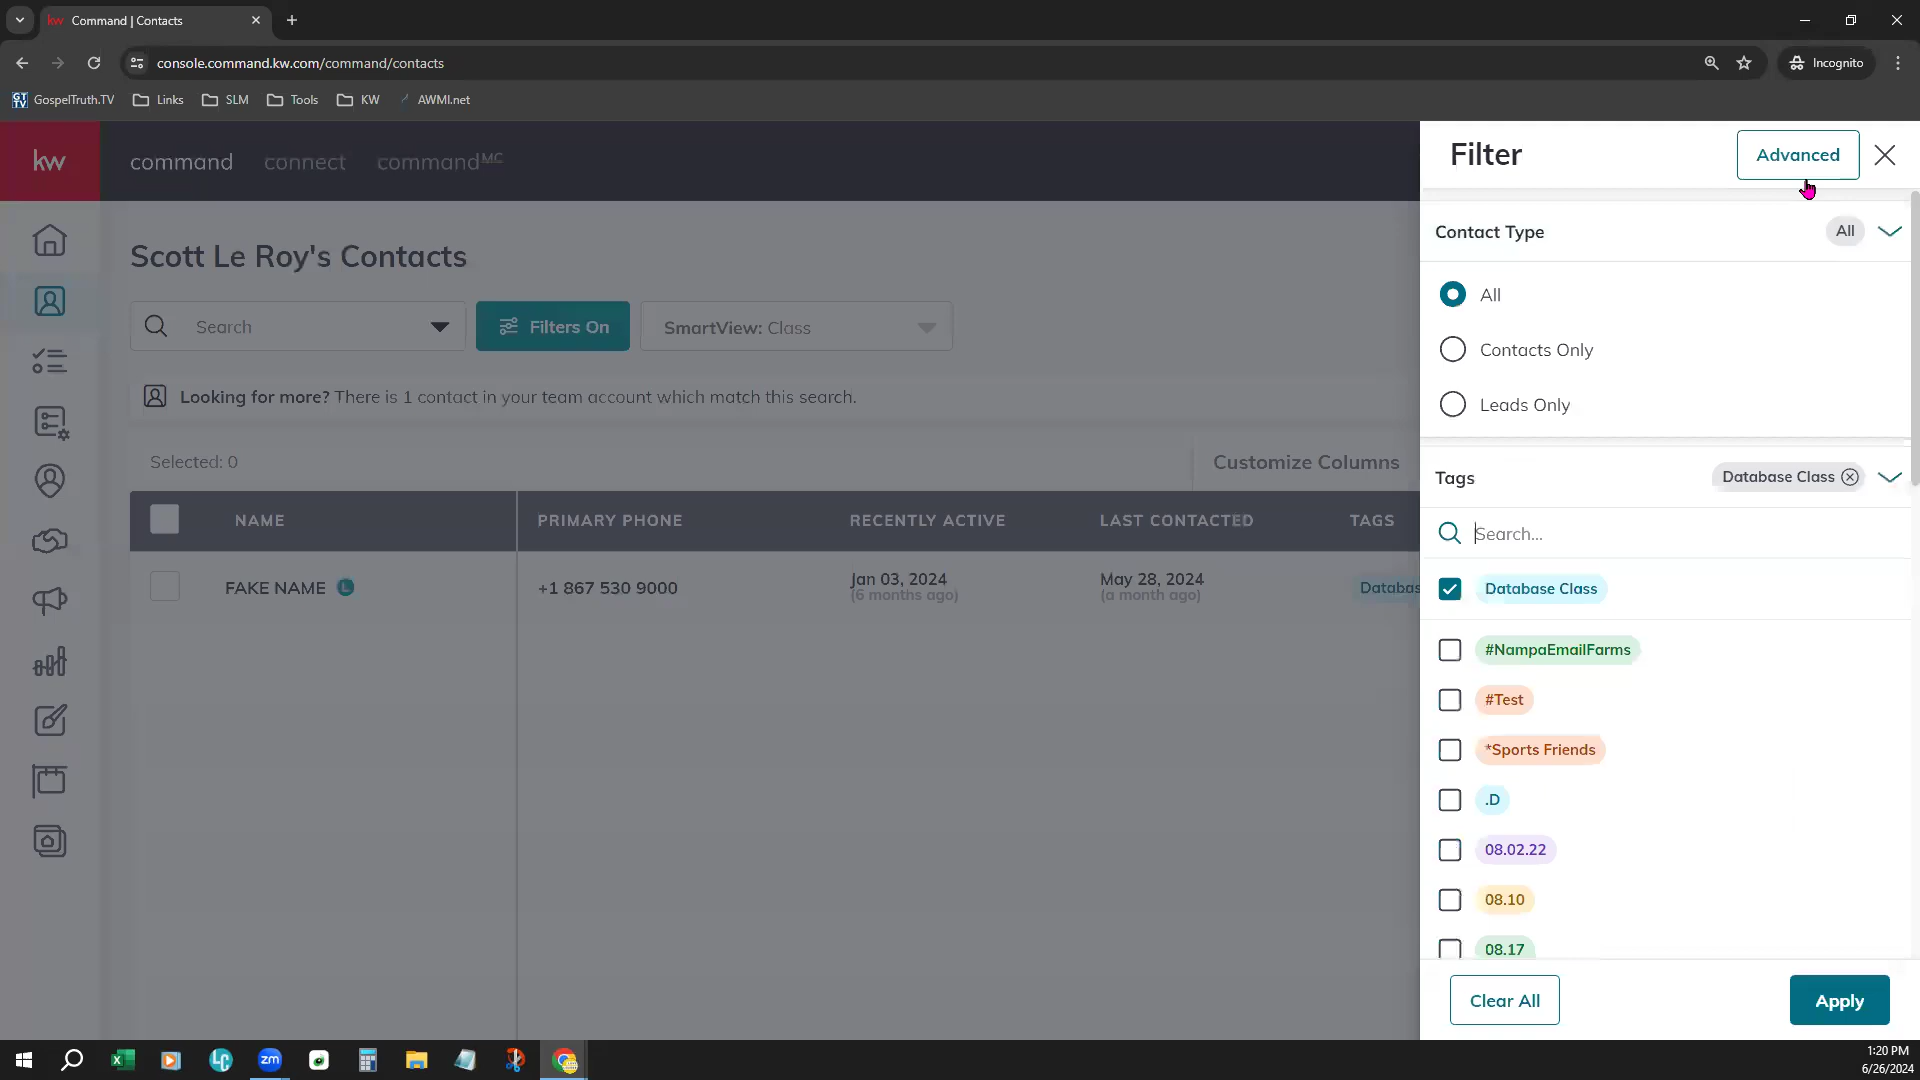 kw Command | Contacts
console.command.kw.com/command/contacts
Incognito
GT TV GospelTruth.TV Links SLM Tools KW AWMI.net
kw command connect commandMC
Filter Advanced
Scott Le Roy's Contacts
Search Filters On SmartView: Class
Looking for more? There is 1 contact in your team account which match this search.
Selected: 0 Customize Columns
NAME PRIMARY PHONE RECENTLY ACTIVE LAST CONTACTED TAGS
FAKE NAME L +1 867 530 9000 Jan 03, 2024 May 28, 2024 Databas
(6 months ago) (a month ago)
Contact Type All
All
Contacts Only
Leads Only
Tags Database Class
Search...
Database Class
#NampaEmailFarms
#Test
*Sports Friends
.D
08.02.22
08.10
08.17
Clear All Apply
LC zm
1:20 PM
6/26/2024